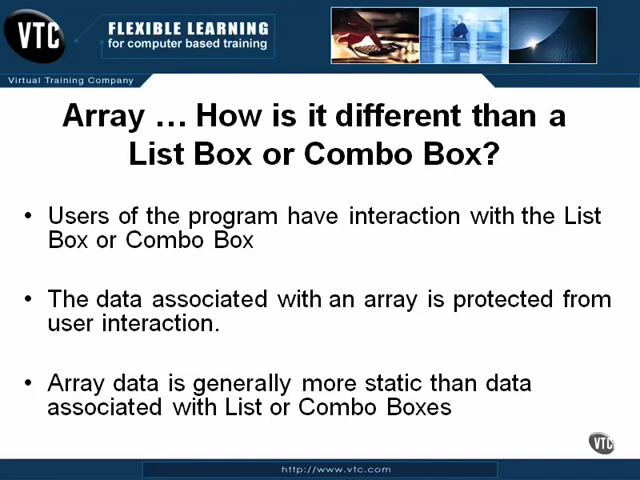 VTC
FLEXIBLE LEARNING
for computer based training
Virtual Training Company
Array … How is it different than a
List Box or Combo Box?
• Users of the program have interaction with the List
Box or Combo Box
• The data associated with an array is protected from
user interaction.
• Array data is generally more static than data
associated with List or Combo Boxes
VTC
http://www.vtc.com